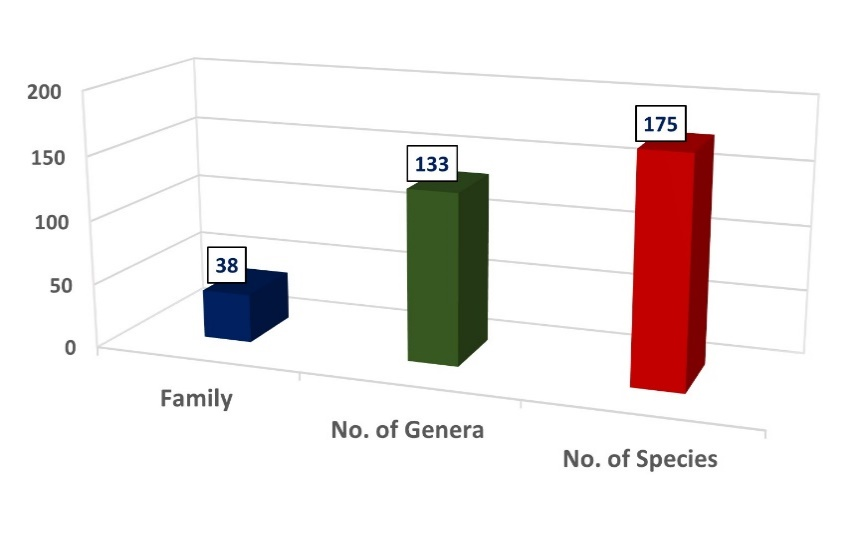 200
150
100
50
0
38
133
175
Family
No. of Genera
No. of Species